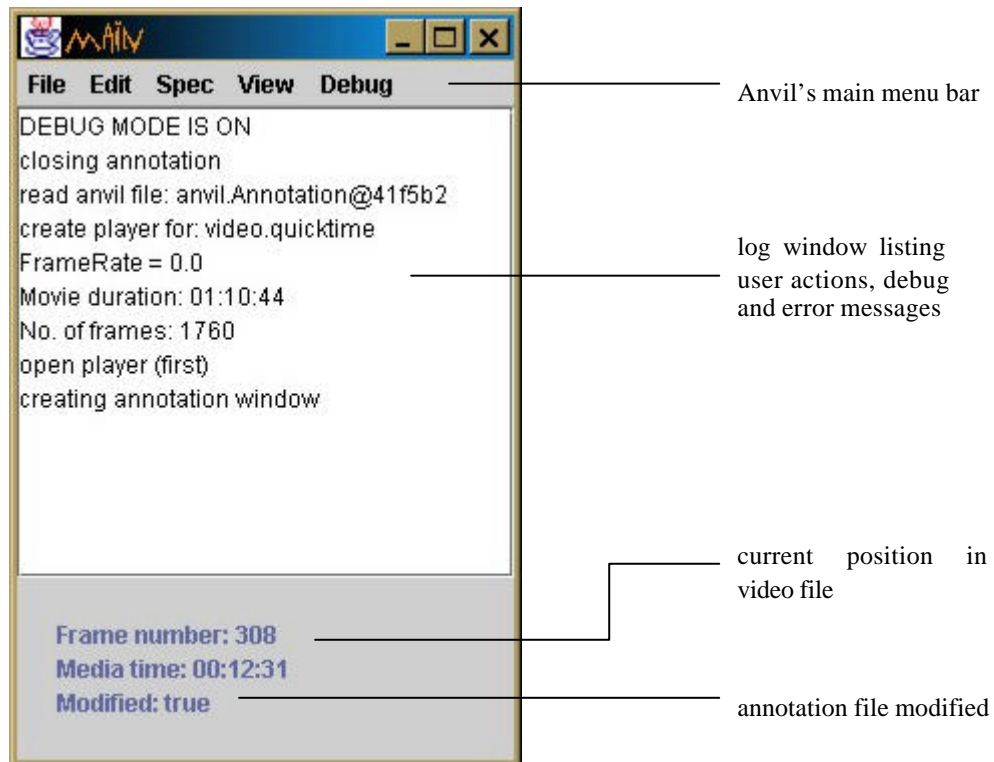 MAIN
File Edit Spec View Debug
DEBUG MODE IS ON
closing annotation
read anvil file: anvil.Annotation@41f5b2
create player for: video.quicktime
FrameRate = 0.0
Movie duration: 01:10:44
No. of frames: 1760
open player (first)
creating annotation window
Frame number: 308
Media time: 00:12:31
Modified: true
Anvil’s main menu bar
log window listing
user actions, debug
and error messages
current position in
video file
annotation file modified